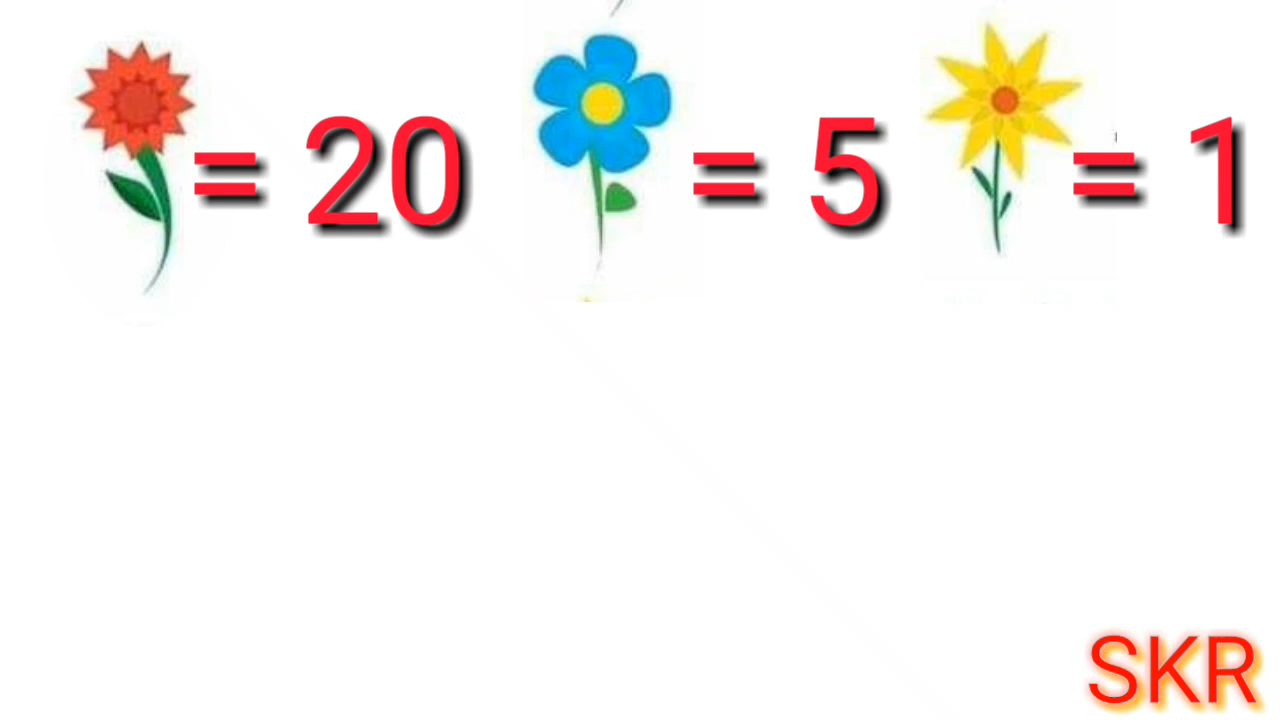 = 20 = 5 = 1
SKR